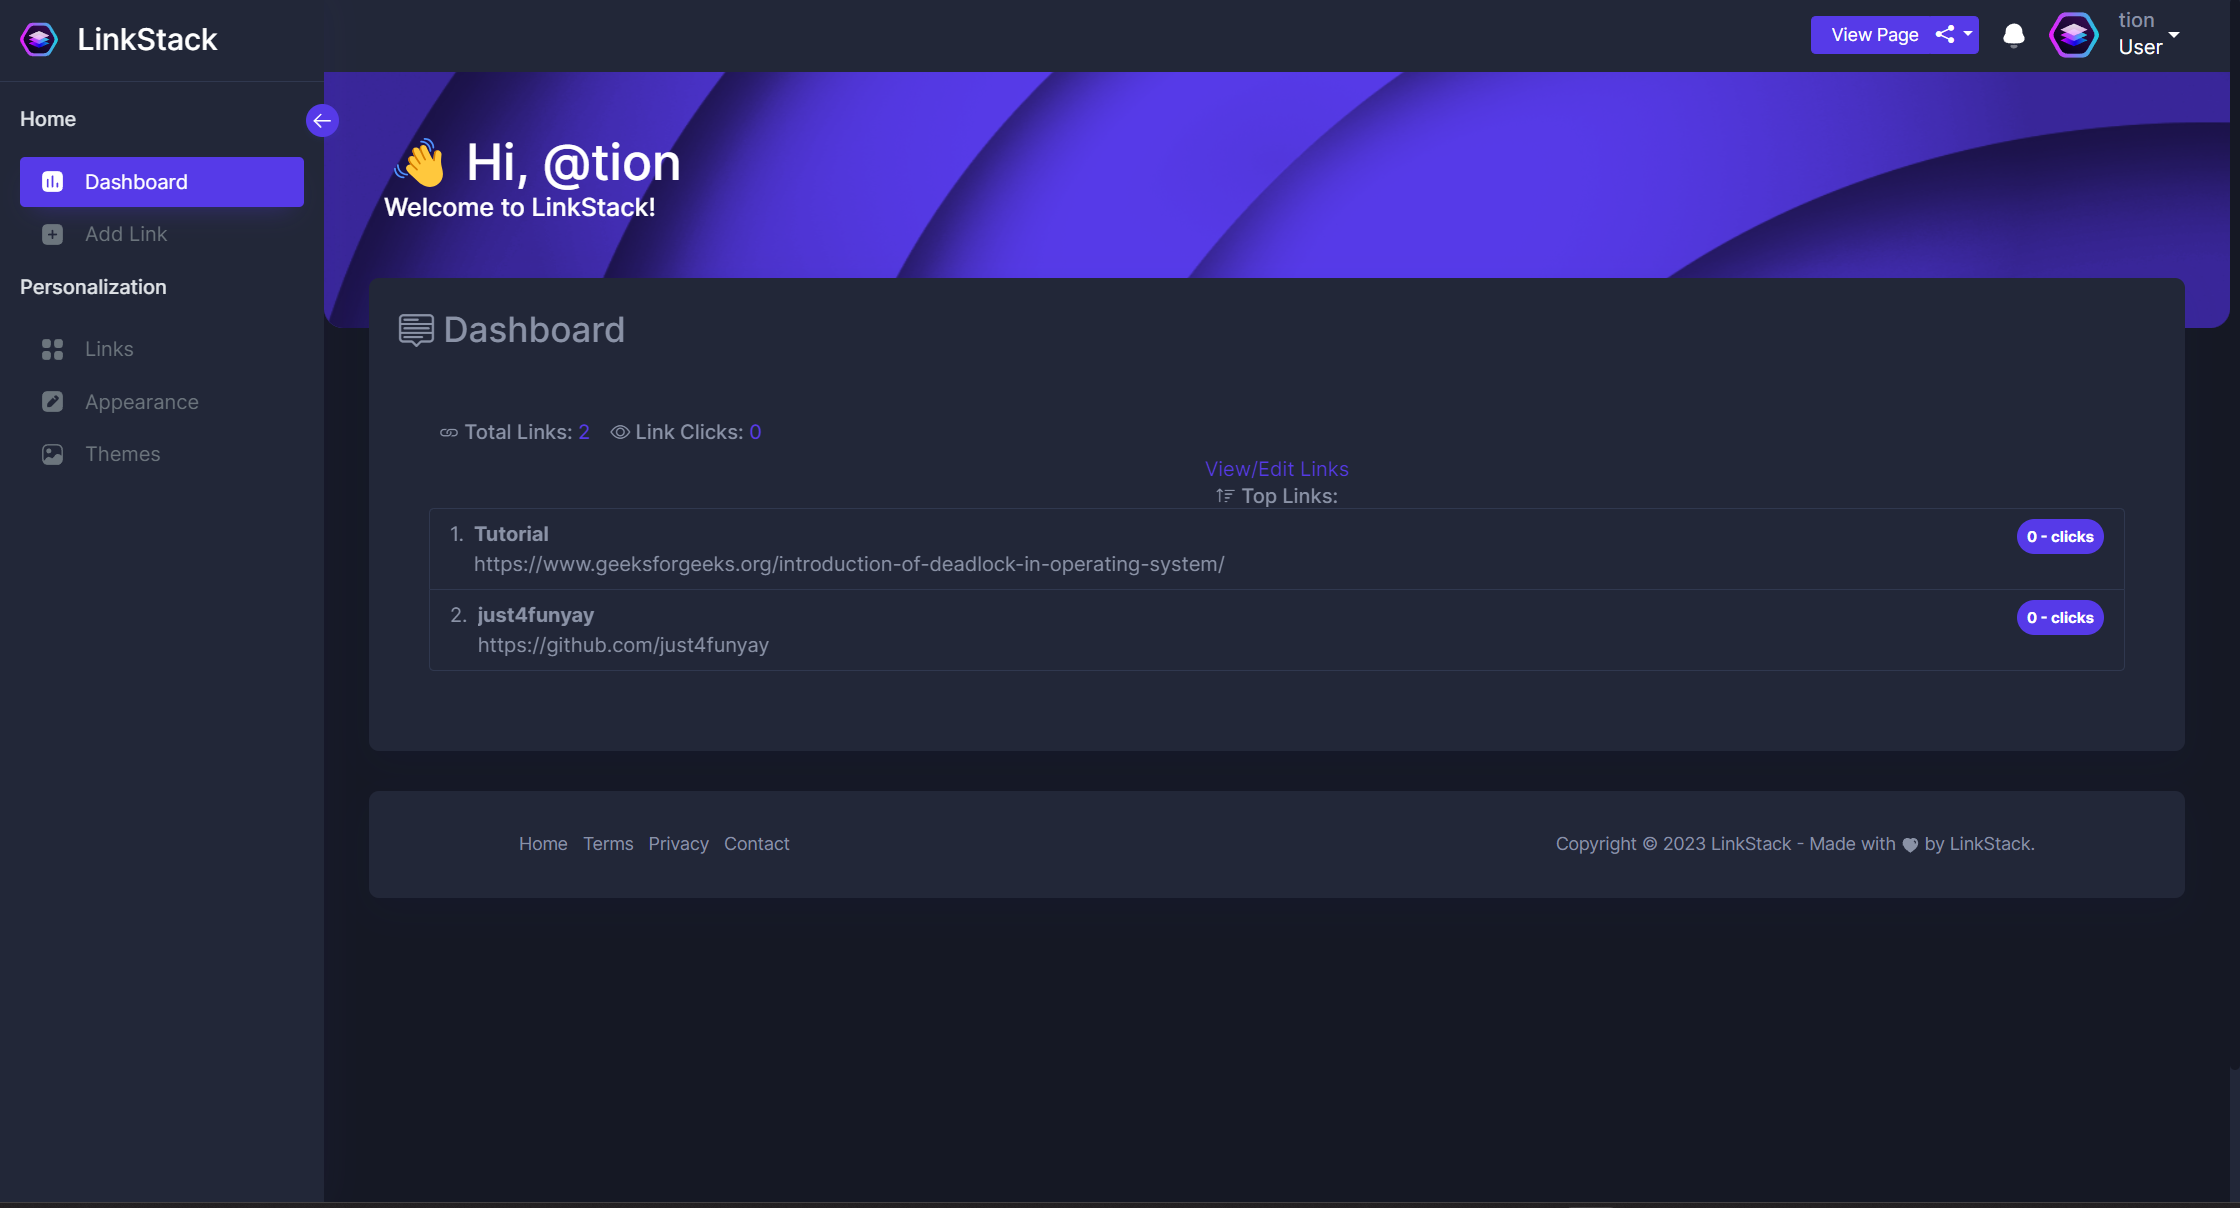 LinkStack
View Page
tion
User
Home
Dashboard
Add Link
Personalization
Links
Appearance
Themes
Hi, @tion
Welcome to LinkStack!
Dashboard
Total Links: 2 Link Clicks: 0
View/Edit Links
Top Links:
1. Tutorial
0 - clicks
https://www.geeksforgeeks.org/introduction-of-deadlock-in-operating-system/
2. just4funyay
0 - clicks
https://github.com/just4funyay
Home Terms Privacy Contact
Copyright © 2023 LinkStack - Made with by LinkStack.